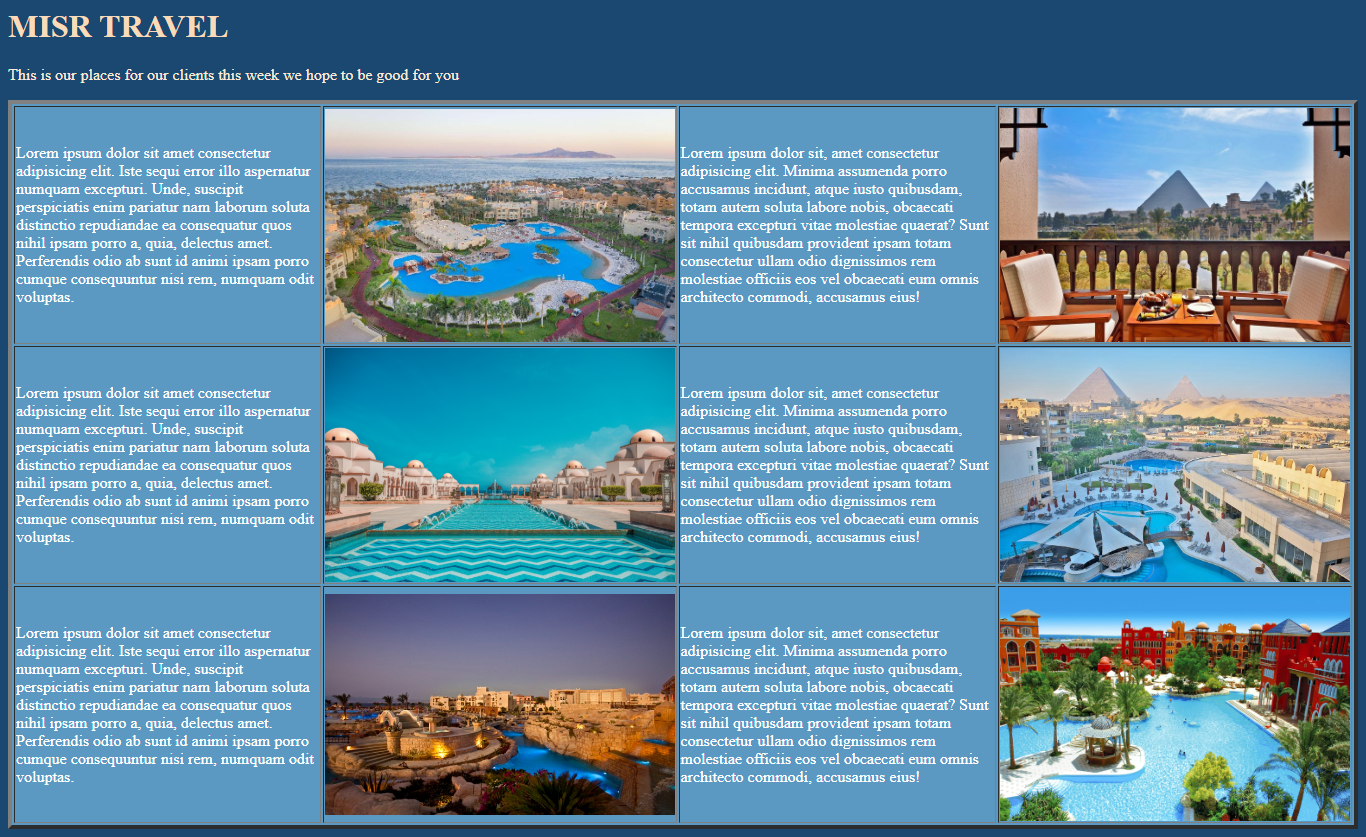 MISR TRAVEL
This is our places for our clients this week we hope to be good for you
Lorem ipsum dolor sit amet consectetur
adipisicing elit. Iste sequi error illo aspernatur
numquam excepturi. Unde, suscipit
perspiciatis enim pariatur nam laborum soluta
distinctio repudiandae ea consequatur quos
nihil ipsam porro a, quia, delectus amet.
Perferendis odio ab sunt id animi ipsam porro
cumque consequuntur nisi rem, numquam odit
voluptas.
Lorem ipsum dolor sit, amet consectetur
adipisicing elit. Minima assumenda porro
accusamus incidunt, atque iusto quibusdam,
totam autem soluta labore nobis, obcaecati
tempora excepturi vitae molestiae quaerat? Sunt
sit nihil quibusdam provident ipsam totam
consectetur ullam odio dignissimos rem
molestiae officiis eos vel obcaecati eum omnis
architecto commodi, accusamus eius!
Lorem ipsum dolor sit amet consectetur
adipisicing elit. Iste sequi error illo aspernatur
numquam excepturi. Unde, suscipit
perspiciatis enim pariatur nam laborum soluta
distinctio repudiandae ea consequatur quos
nihil ipsam porro a, quia, delectus amet.
Perferendis odio ab sunt id animi ipsam porro
cumque consequuntur nisi rem, numquam odit
voluptas.
Lorem ipsum dolor sit, amet consectetur
adipisicing elit. Minima assumenda porro
accusamus incidunt, atque iusto quibusdam,
totam autem soluta labore nobis, obcaecati
tempora excepturi vitae molestiae quaerat? Sunt
sit nihil quibusdam provident ipsam totam
consectetur ullam odio dignissimos rem
molestiae officiis eos vel obcaecati eum omnis
architecto commodi, accusamus eius!
Lorem ipsum dolor sit amet consectetur
adipisicing elit. Iste sequi error illo aspernatur
numquam excepturi. Unde, suscipit
perspiciatis enim pariatur nam laborum soluta
distinctio repudiandae ea consequatur quos
nihil ipsam porro a, quia, delectus amet.
Perferendis odio ab sunt id animi ipsam porro
cumque consequuntur nisi rem, numquam odit
voluptas.
Lorem ipsum dolor sit, amet consectetur
adipisicing elit. Minima assumenda porro
accusamus incidunt, atque iusto quibusdam,
totam autem soluta labore nobis, obcaecati
tempora excepturi vitae molestiae quaerat? Sunt
sit nihil quibusdam provident ipsam totam
consectetur ullam odio dignissimos rem
molestiae officiis eos vel obcaecati eum omnis
architecto commodi, accusamus eius!